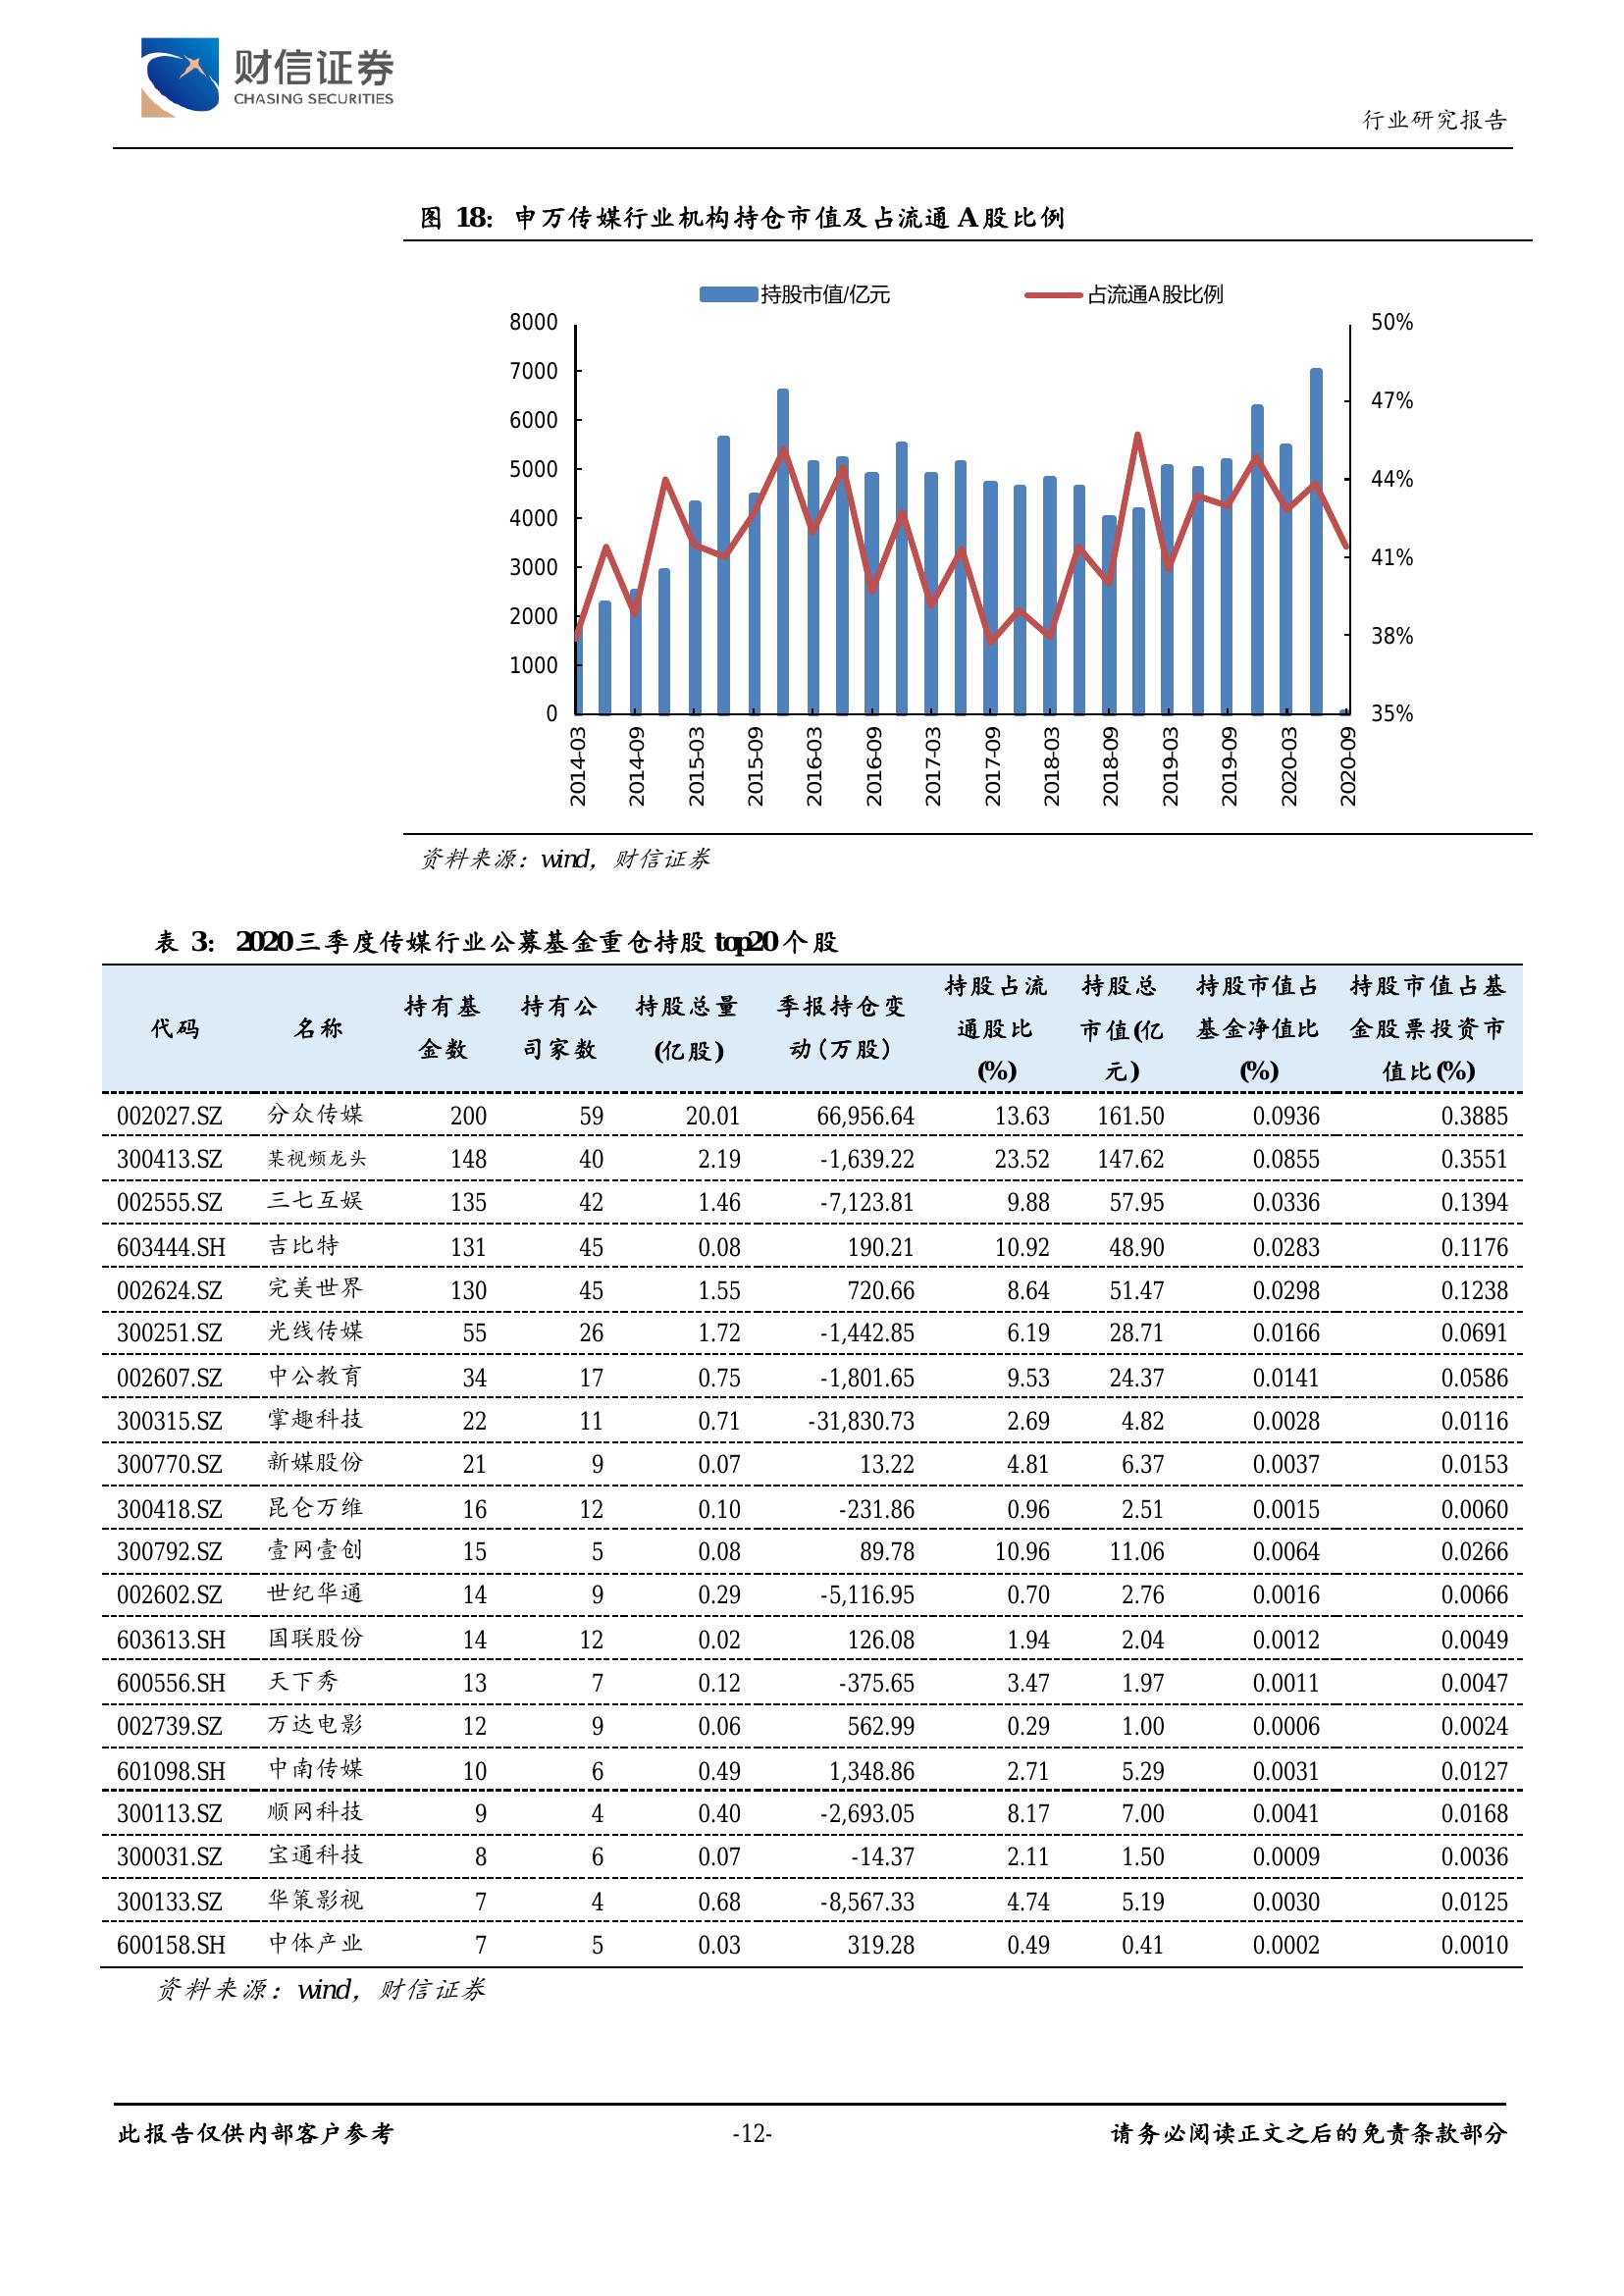 财信证券
CHASING SECURITIES
行业研究报告
图 18：申万传媒行业机构持仓市值及占流通 A 股比例
持股市值/亿元 占流通A股比例
8000 50%
7000
47%
6000
5000 44%
4000
41%
3000
2000 38%
1000
0 35%
2014-03 2014-09 2015-03 2015-09 2016-03 2016-09 2017-03 2017-09 2018-03 2018-09 2019-03 2019-09 2020-03 2020-09
资料来源：wind，财信证券
表 3：2020 三季度传媒行业公募基金重仓持股 top20 个股
持股占流 持股总 持股市值占 持股市值占基
持有基 持有公 持股总量 季报持仓变
代码 名称 通股比 市值(亿 基金净值比 金股票投资市
金数 司家数 (亿股) 动(万股)
(%) 元) (%) 值比(%)
002027.SZ 分众传媒 200 59 20.01 66,956.64 13.63 161.50 0.0936 0.3885
300413.SZ 某视频龙头 148 40 2.19 -1,639.22 23.52 147.62 0.0855 0.3551
002555.SZ 三七互娱 135 42 1.46 -7,123.81 9.88 57.95 0.0336 0.1394
603444.SH 吉比特 131 45 0.08 190.21 10.92 48.90 0.0283 0.1176
002624.SZ 完美世界 130 45 1.55 720.66 8.64 51.47 0.0298 0.1238
300251.SZ 光线传媒 55 26 1.72 -1,442.85 6.19 28.71 0.0166 0.0691
002607.SZ 中公教育 34 17 0.75 -1,801.65 9.53 24.37 0.0141 0.0586
300315.SZ 掌趣科技 22 11 0.71 -31,830.73 2.69 4.82 0.0028 0.0116
300770.SZ 新媒股份 21 9 0.07 13.22 4.81 6.37 0.0037 0.0153
300418.SZ 昆仑万维 16 12 0.10 -231.86 0.96 2.51 0.0015 0.0060
300792.SZ 壹网壹创 15 5 0.08 89.78 10.96 11.06 0.0064 0.0266
002602.SZ 世纪华通 14 9 0.29 -5,116.95 0.70 2.76 0.0016 0.0066
603613.SH 国联股份 14 12 0.02 126.08 1.94 2.04 0.0012 0.0049
600556.SH 天下秀 13 7 0.12 -375.65 3.47 1.97 0.0011 0.0047
002739.SZ 万达电影 12 9 0.06 562.99 0.29 1.00 0.0006 0.0024
601098.SH 中南传媒 10 6 0.49 1,348.86 2.71 5.29 0.0031 0.0127
300113.SZ 顺网科技 9 4 0.40 -2,693.05 8.17 7.00 0.0041 0.0168
300031.SZ 宝通科技 8 6 0.07 -14.37 2.11 1.50 0.0009 0.0036
300133.SZ 华策影视 7 4 0.68 -8,567.33 4.74 5.19 0.0030 0.0125
600158.SH 中体产业 7 5 0.03 319.28 0.49 0.41 0.0002 0.0010
资料来源：wind，财信证券
此报告仅供内部客户参考 -12- 请务必阅读正文之后的免责条款部分